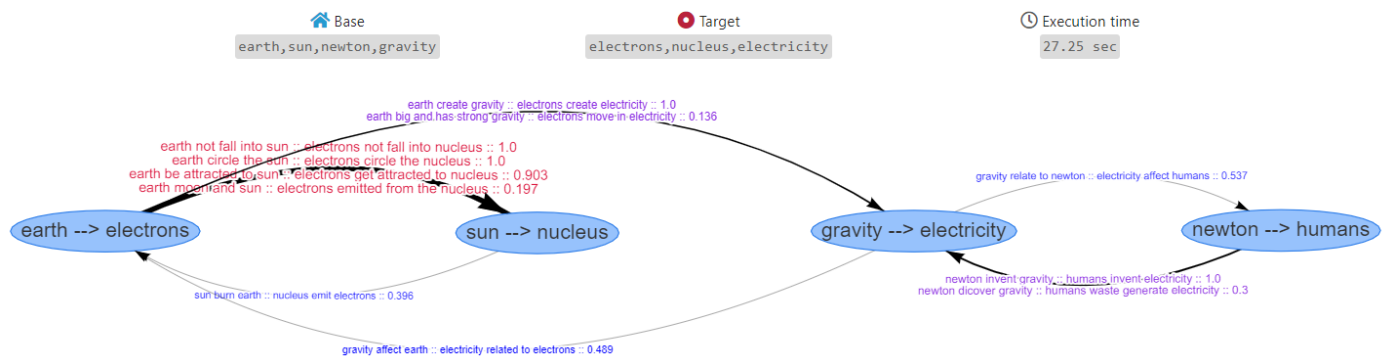 Base
Target
Execution time
earth,sun,newton,gravity
electrons,nucleus,electricity
27.25 sec
earth create gravity :: electrons create electricity :: 1.0
earth big and has strong gravity :: electrons move in electricity :: 0.136
earth not fall into sun :: electrons not fall into nucleus :: 1.0
earth circle the sun :: electrons circle the nucleus :: 1.0
earth be attracted to sun :: electrons get attracted to nucleus :: 0.903
earth moon and sun :: electrons emitted from the nucleus :: 0.197
gravity relate to newton :: electricity affect humans :: 0.537
earth --> electrons
sun --> nucleus
gravity --> electricity
newton --> humans
newton invent gravity :: humans invent electricity :: 1.0
newton dicover gravity :: humans waste generate electricity :: 0.3
sun burn earth :: nucleus emit electrons :: 0.396
gravity affect earth :: electricity related to electrons :: 0.489